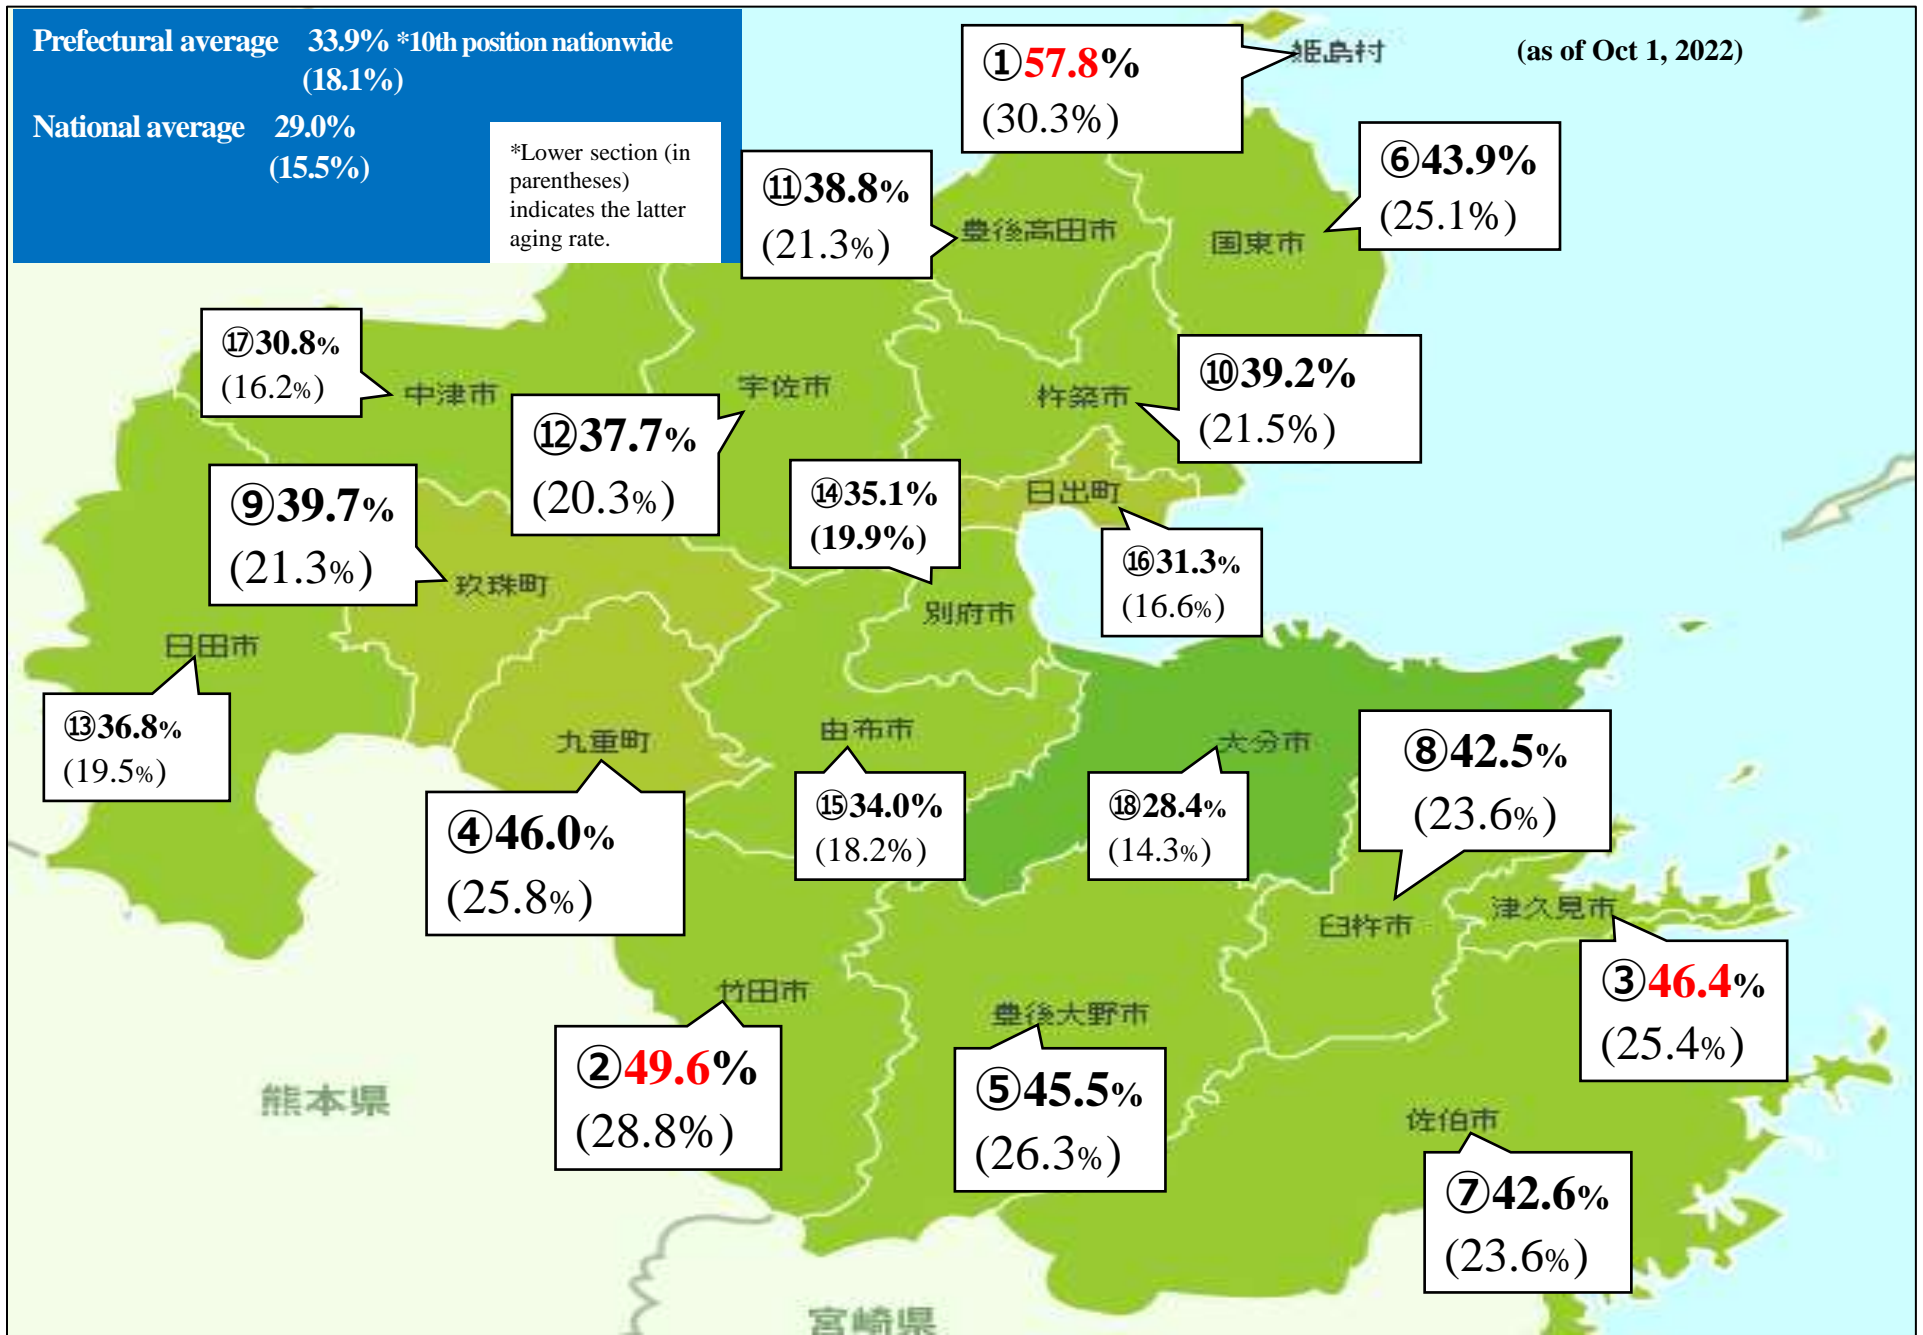 Prefectural average 33.9% *10th position nationwide
(18.1%)
National average 29.0%
(15.5%)
*Lower section (in
parentheses)
indicates the latter
aging rate.
(as of Oct 1, 2022)
①57.8%
(30.3%)
姫島村
⑥43.9%
(25.1%)
国東市
⑪38.8%
(21.3%)
豊後高田市
⑰30.8%
(16.2%)
中津市
⑫37.7%
(20.3%)
宇佐市
⑩39.2%
(21.5%)
杵築市
⑨39.7%
(21.3%)
玖珠町
⑭35.1%
(19.9%)
別府市
日出町
⑯31.3%
(16.6%)
日田市
⑬36.8%
(19.5%)
九重町
④46.0%
(25.8%)
由布市
⑮34.0%
(18.2%)
大分市
⑱28.4%
(14.3%)
⑧42.5%
(23.6%)
臼杵市
津久見市
③46.4%
(25.4%)
竹田市
②49.6%
(28.8%)
豊後大野市
⑤45.5%
(26.3%)
佐伯市
⑦42.6%
(23.6%)
熊本県
宮崎県